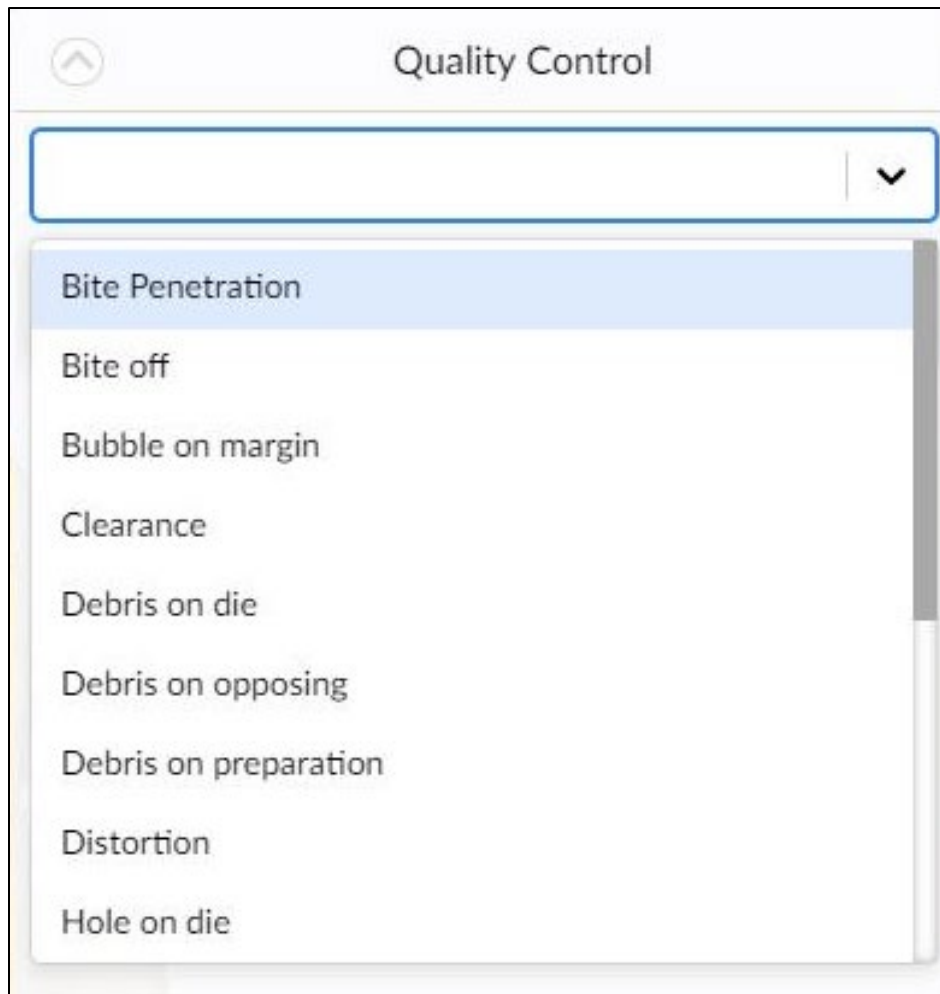 Quality Control
Bite Penetration
Bite off
Bubble on margin
Clearance
Debris on die
Debris on opposing
Debris on preparation
Distortion
Hole on die